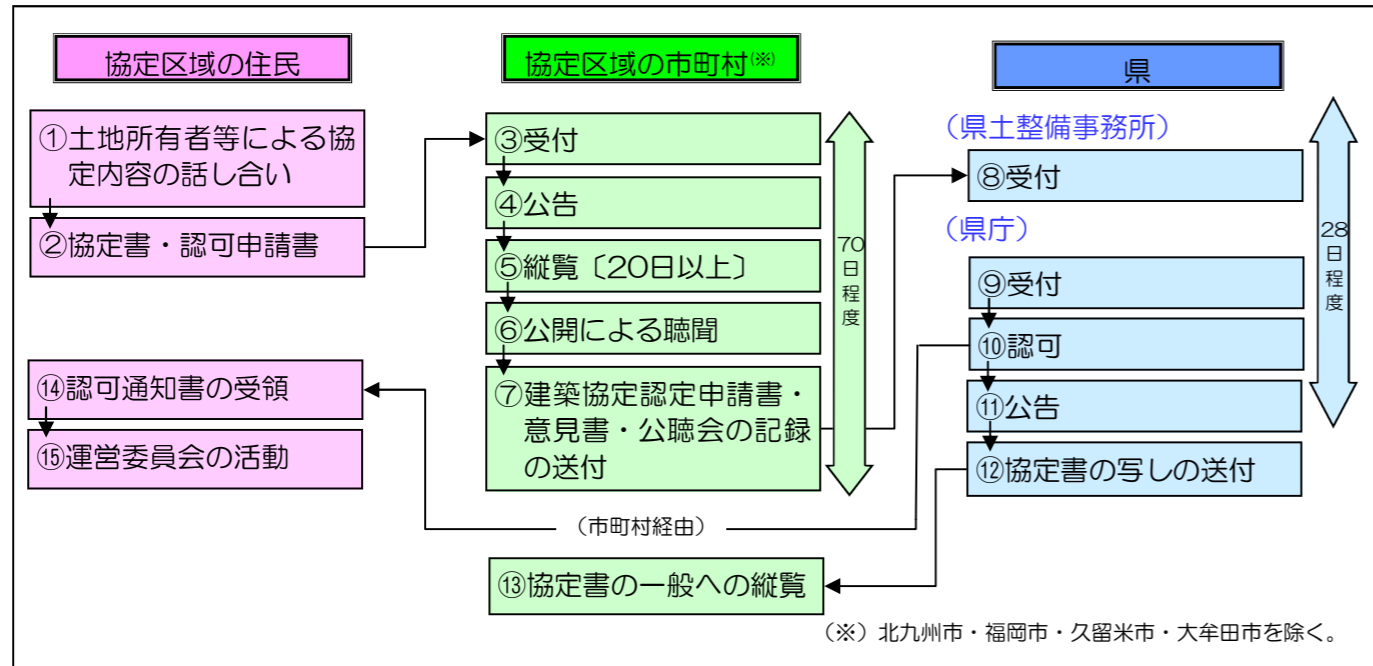 協定区域の住民
①土地所有者等による協
定内容の話し合い
②協定書・認可申請書
⑭認可通知書の受領
⑮運営委員会の活動
協定区域の市町村(※)
③受付
④公告
⑤縦覧〔20日以上〕
⑥公開による聴聞
⑦建築協定認定申請書・
意見書・公聴会の記録
の送付
70日程度
(市町村経由)
⑬協定書の一般への縦覧
県
(県土整備事務所)
⑧受付
(県庁)
⑨受付
⑩認可
⑪公告
⑫協定書の写しの送付
28日程度
(※)北九州市・福岡市・久留米市・大牟田市を除く。